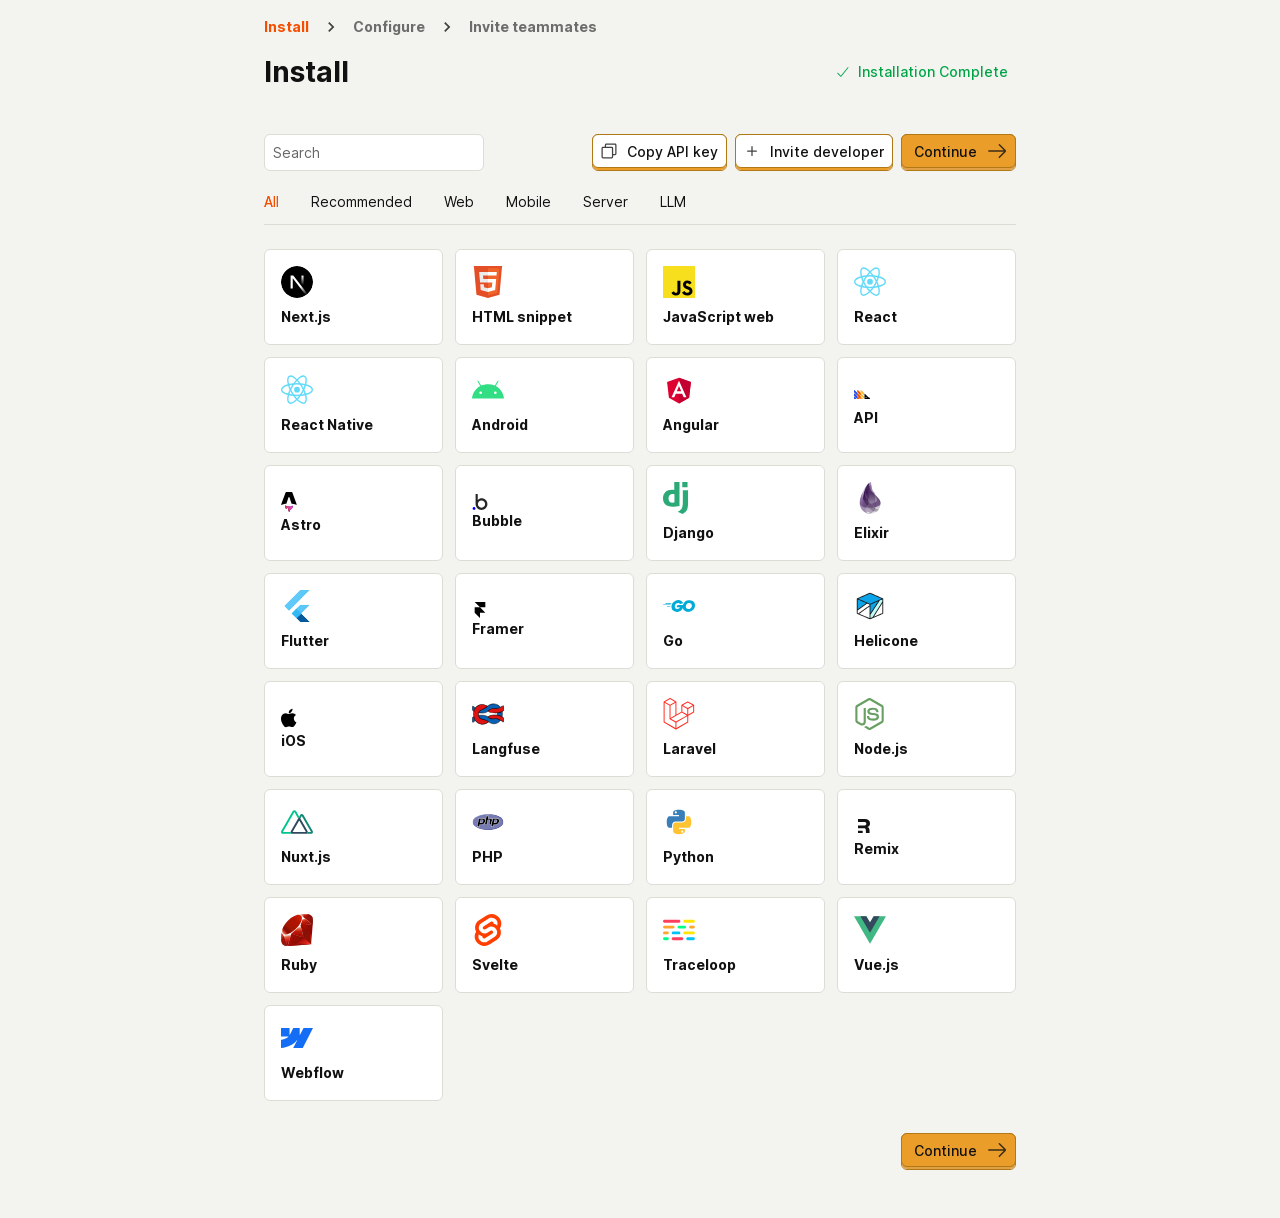 Install > Configure > Invite teammates
Install
Installation Complete
Search
Copy API key
Invite developer
Continue
All Recommended Web Mobile Server LLM
Next.js
HTML snippet
JS
JavaScript web
React
React Native
Android
Angular
API
Astro
Bubble
dj
Django
Elixir
Flutter
Framer
GO
Go
Helicone
iOS
Langfuse
Laravel
JS
Node.js
Nuxt.js
php
PHP
Python
Remix
Ruby
Svelte
Traceloop
Vue.js
Webflow
Continue